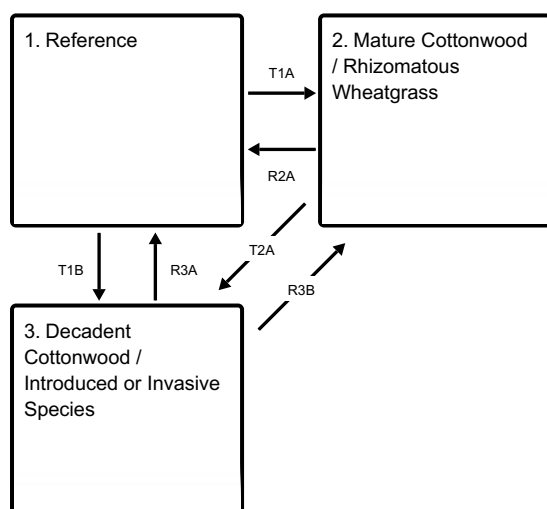 1. Reference
2. Mature Cottonwood
/ Rhizomatous
Wheatgrass
T1A
R2A
T1B
R3A
T2A
R3B
3. Decadent
Cottonwood /
Introduced or Invasive
Species